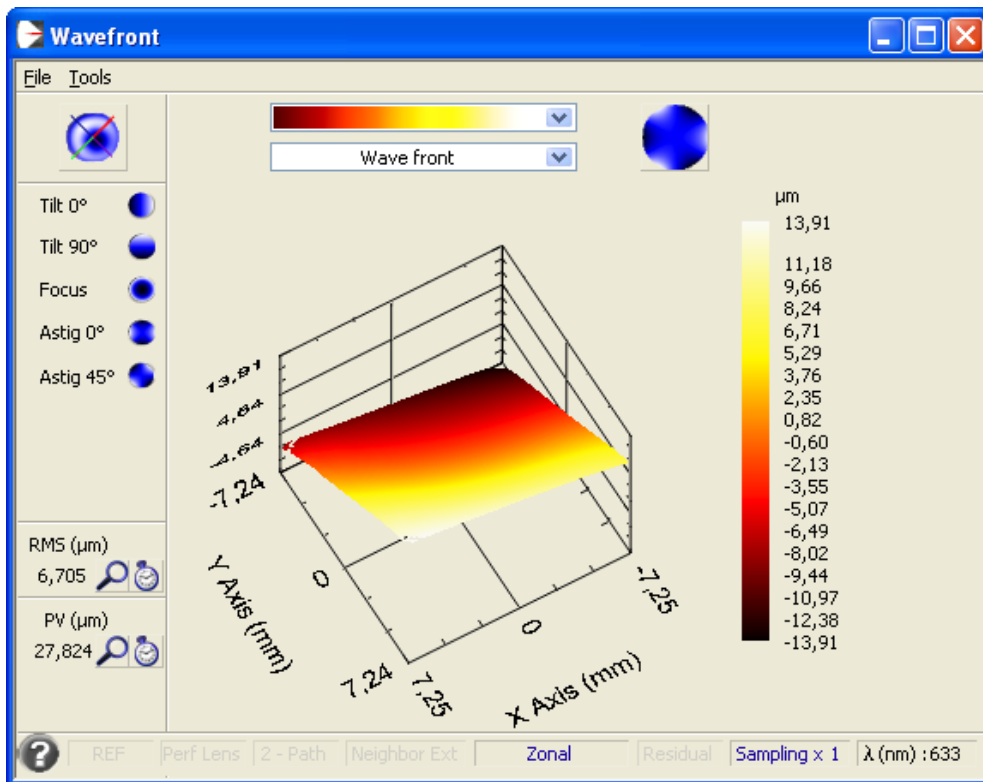 Wavefront
File Tools
Wave front
Tilt 0°
Tilt 90°
Focus
Astig 0°
Astig 45°
RMS (µm)
6,705
PV (µm)
27,824
13,91
4,64
-4,64
-7,24
0
7,24
Y Axis (mm)
7,25
0
-7,25
X Axis (mm)
µm
13,91
11,18
9,66
8,24
6,71
5,29
3,76
2,35
0,82
-0,60
-2,13
-3,55
-5,07
-6,49
-8,02
-9,44
-10,97
-12,38
-13,91
? REF Perf Lens 2 - Path Neighbor Ext Zonal Residual Sampling x 1 λ (nm) :633